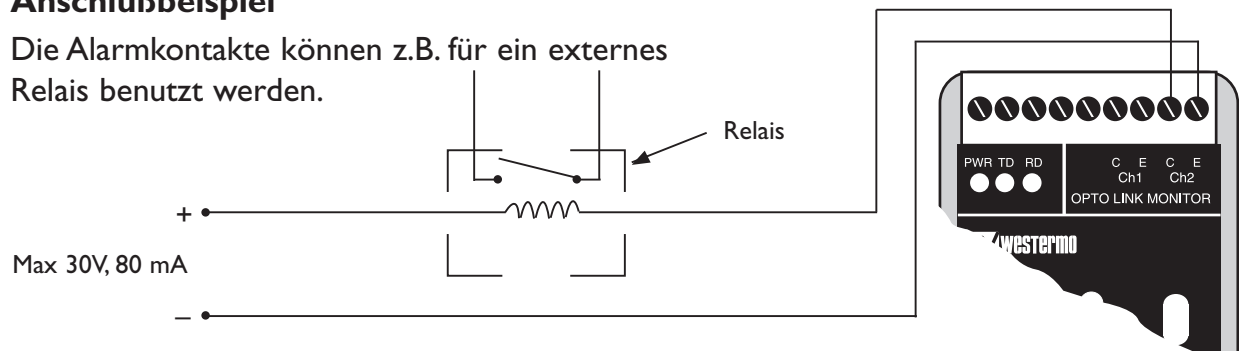 Anschlußbeispiel
Die Alarmkontakte können z.B. für ein externes
Relais benutzt werden.
Relais
+
Max 30V, 80 mA
–
PWR TD RD
C E C E
Ch1 Ch2
OPTO LINK MONITOR
westermo